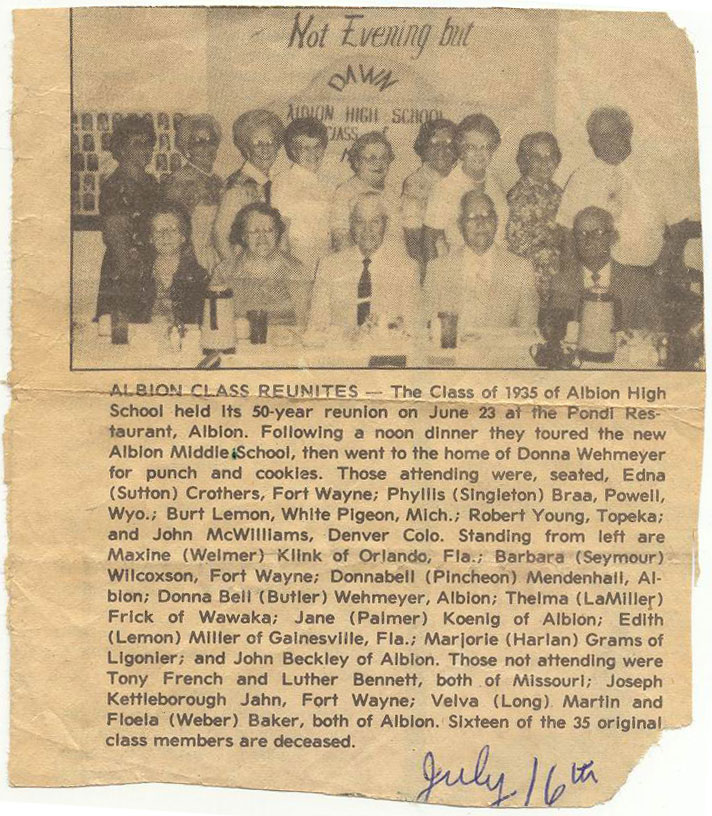 Not Evening but
DAWN
ALBION HIGH SCHOOL
CLASS of
ALBION CLASS REUNITES — The Class of 1935 of Albion High
School held its 50-year reunion on June 23 at the Pondi Res-
taurant, Albion. Following a noon dinner they toured the new
Albion Middle School, then went to the home of Donna Wehmeyer
for punch and cookies. Those attending were, seated, Edna
(Sutton) Crothers, Fort Wayne; Phyllis (Singleton) Braa, Powell,
Wyo.; Burt Lemon, White Pigeon, Mich.; Robert Young, Topeka;
and John McWilliams, Denver Colo. Standing from left are
Maxine (Weimer) Klink of Orlando, Fla.; Barbara (Seymour)
Wilcoxson, Fort Wayne; Donnabell (Pincheon) Mendenhall, Al-
bion; Donna Bell (Butler) Wehmeyer, Albion; Thelma (LaMiller)
Frick of Wawaka; Jane (Palmer) Koenig of Albion; Edith
(Lemon) Miller of Gainesville, Fla.; Marjorie (Harlan) Grams of
Ligonier; and John Beckley of Albion. Those not attending were
Tony French and Luther Bennett, both of Missouri; Joseph
Kettleborough Jahn, Fort Wayne; Velva (Long) Martin and
Floela (Weber) Baker, both of Albion. Sixteen of the 35 original
class members are deceased.
July 16th